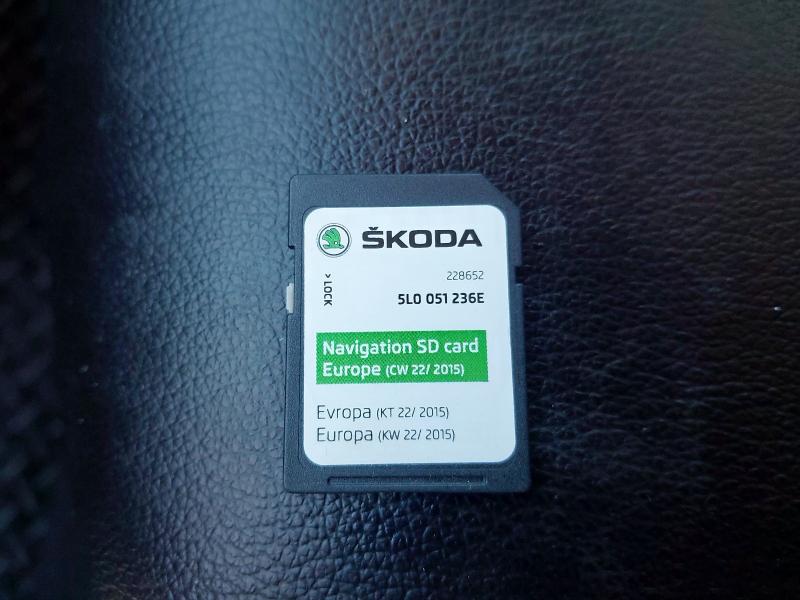 ŠKODA
228652
> LOCK
5L0 051 236E
Navigation SD card
Europe (CW 22/ 2015)
Evropa (KT 22/ 2015)
Europa (KW 22/ 2015)